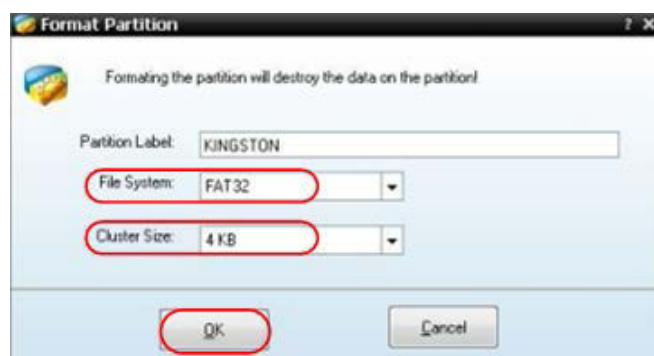 Format Partition
? X
Formating the partition will destroy the data on the partition!
Partition Label: KINGSTON
File System: FAT32
Cluster Size: 4 KB
OK Cancel